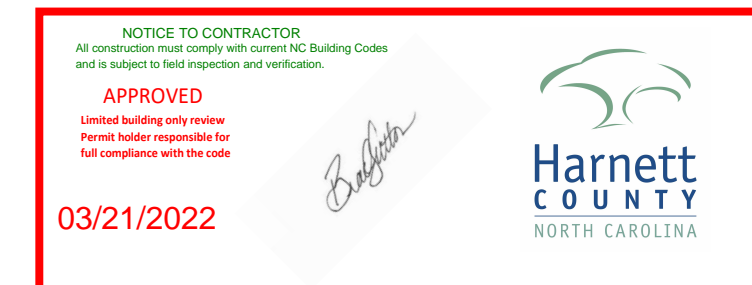 NOTICE TO CONTRACTOR
All construction must comply with current NC Building Codes
and is subject to field inspection and verification.
APPROVED
Limited building only review
Permit holder responsible for
full compliance with the code
Brad Sutton
03/21/2022
Harnett
COUNTY
NORTH CAROLINA